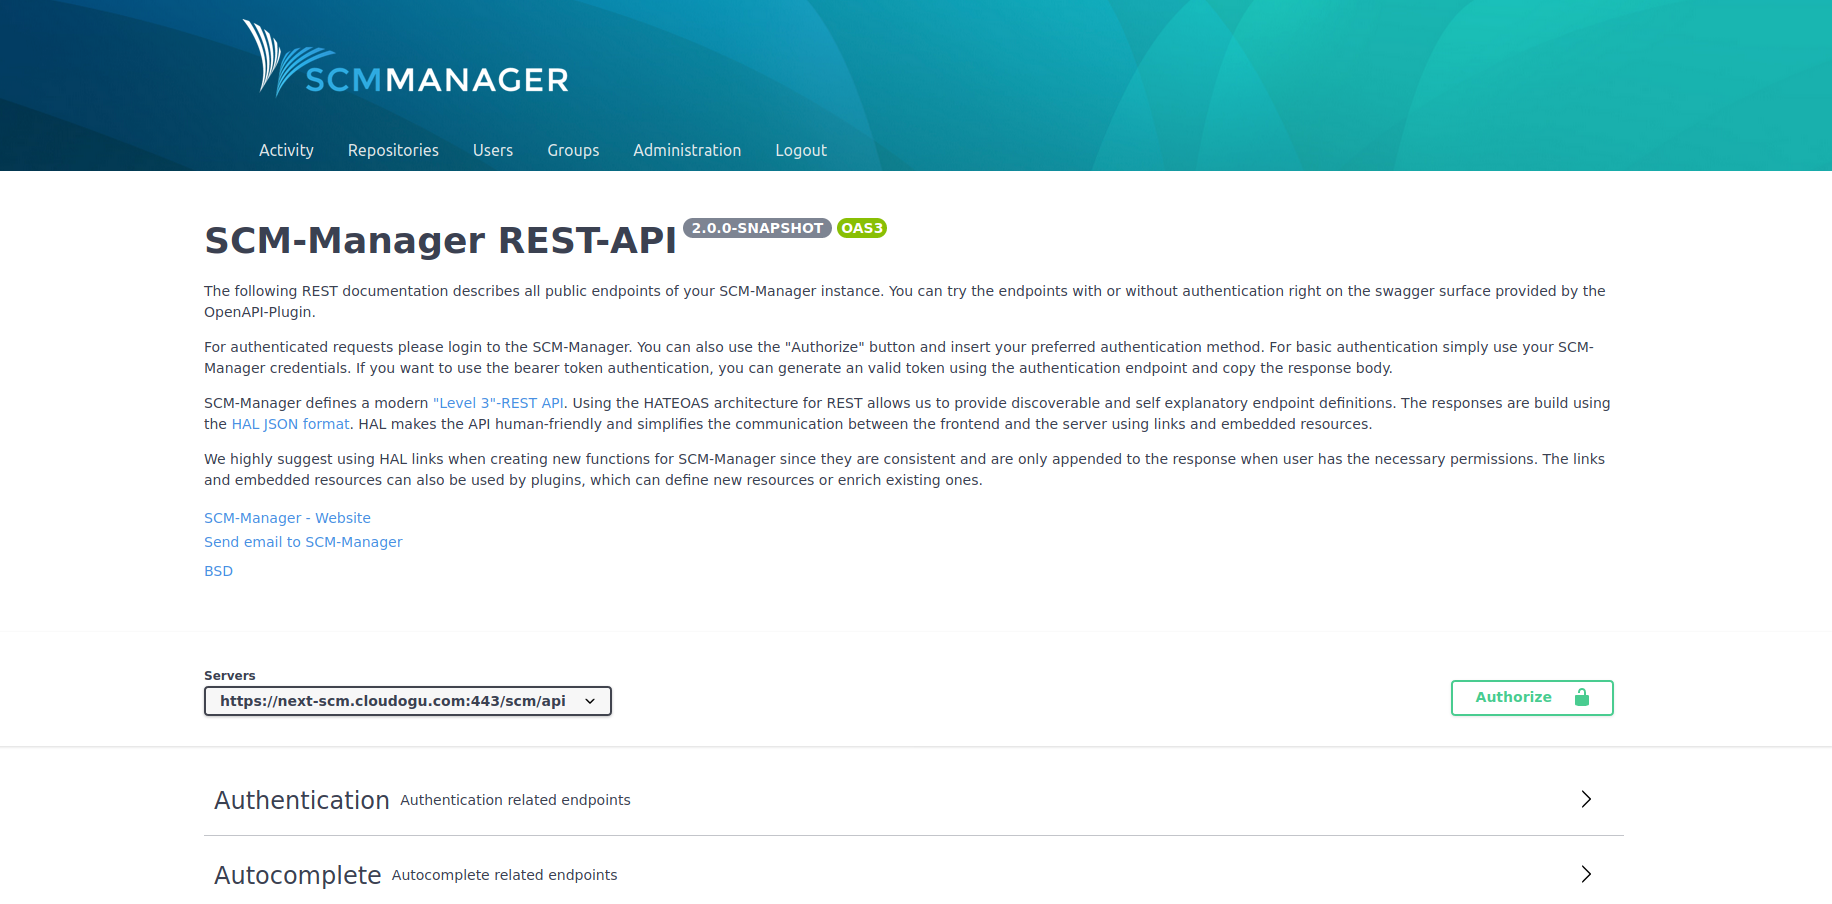 SCMMANAGER
Activity Repositories Users Groups Administration Logout
SCM-Manager REST-API 2.0.0-SNAPSHOT OAS3
The following REST documentation describes all public endpoints of your SCM-Manager instance. You can try the endpoints with or without authentication right on the swagger surface provided by the
OpenAPI-Plugin.
For authenticated requests please login to the SCM-Manager. You can also use the "Authorize" button and insert your preferred authentication method. For basic authentication simply use your SCM-
Manager credentials. If you want to use the bearer token authentication, you can generate an valid token using the authentication endpoint and copy the response body.
SCM-Manager defines a modern "Level 3"-REST API. Using the HATEOAS architecture for REST allows us to provide discoverable and self explanatory endpoint definitions. The responses are build using
the HAL JSON format. HAL makes the API human-friendly and simplifies the communication between the frontend and the server using links and embedded resources.
We highly suggest using HAL links when creating new functions for SCM-Manager since they are consistent and are only appended to the response when user has the necessary permissions. The links
and embedded resources can also be used by plugins, which can define new resources or enrich existing ones.
SCM-Manager - Website
Send email to SCM-Manager
BSD
Servers
https://next-scm.cloudogu.com:443/scm/api
Authorize
Authentication Authentication related endpoints
Autocomplete Autocomplete related endpoints